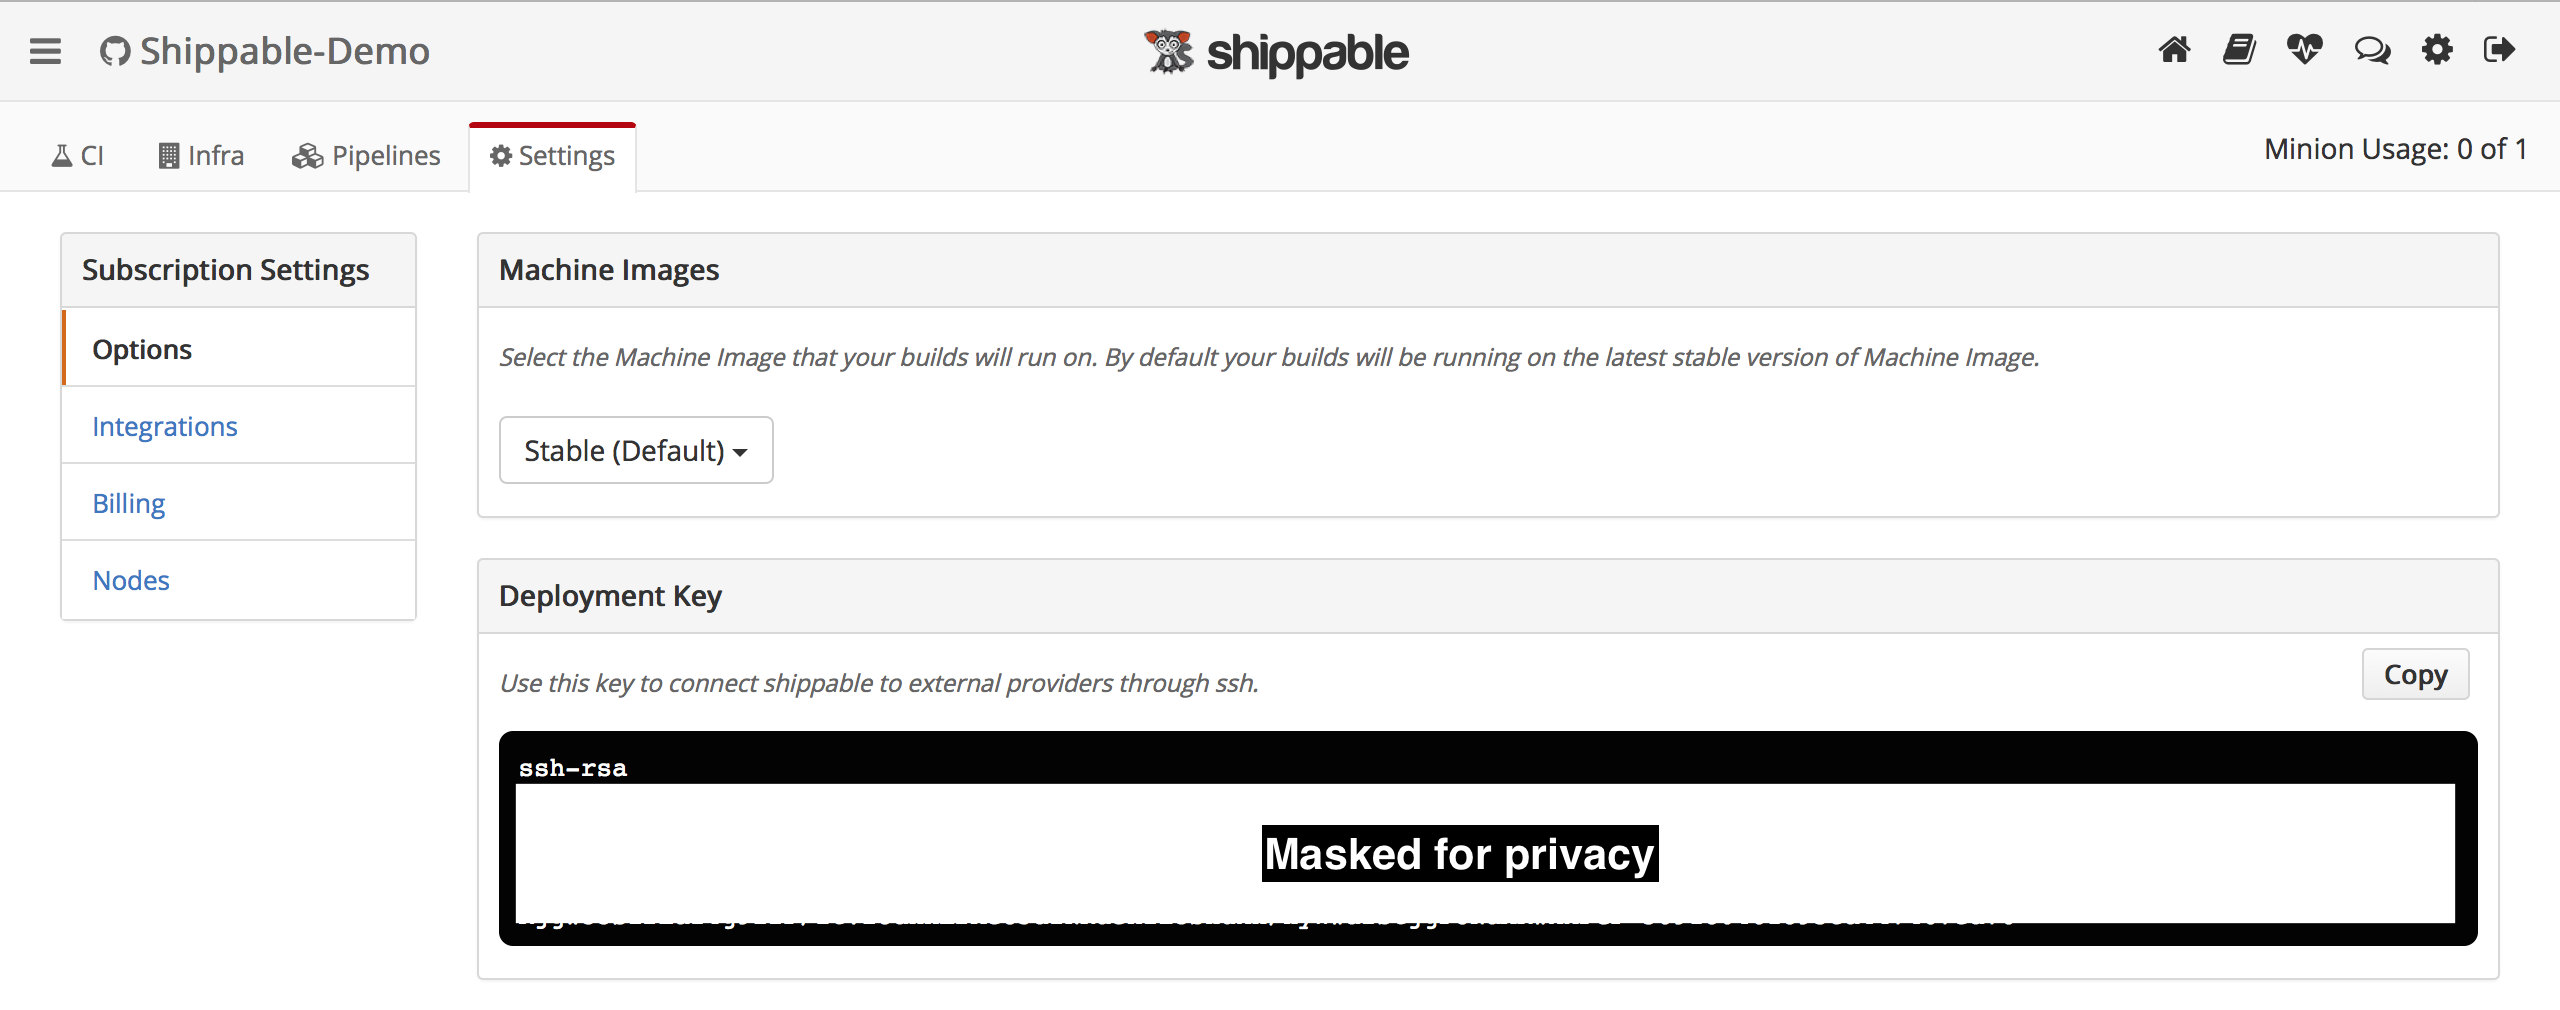 Shippable-Demo
shippable
CI
Infra
Pipelines
Settings
Minion Usage: 0 of 1
Subscription Settings
Options
Integrations
Billing
Nodes
Machine Images
Select the Machine Image that your builds will run on. By default your builds will be running on the latest stable version of Machine Image.
Stable (Default)
Deployment Key
Use this key to connect shippable to external providers through ssh.
Copy
ssh-rsa
Masked for privacy